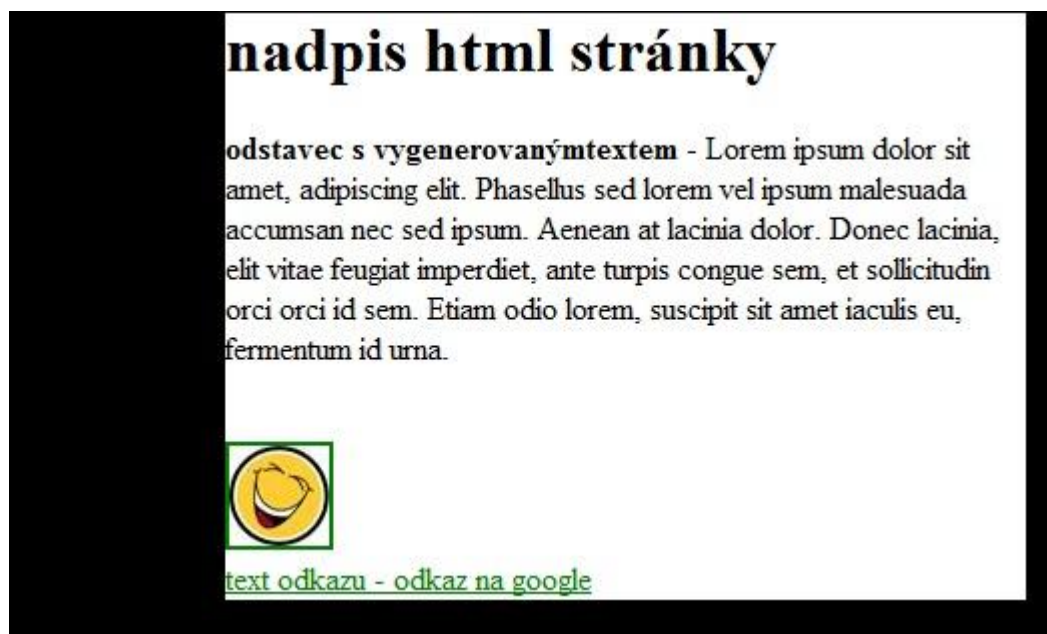 nadpis html stránky
odstavec s vygenerovanýmtextem - Lorem ipsum dolor sit
amet, adipiscing elit. Phasellus sed lorem vel ipsum malesuada
accumsan nec sed ipsum. Aenean at lacinia dolor. Donec lacinia,
elit vitae feugiat imperdiet, ante turpis congue sem, et sollicitudin
orci orci id sem. Etiam odio lorem, suscipit sit amet iaculis eu,
fermentum id urna.
text odkazu - odkaz na google